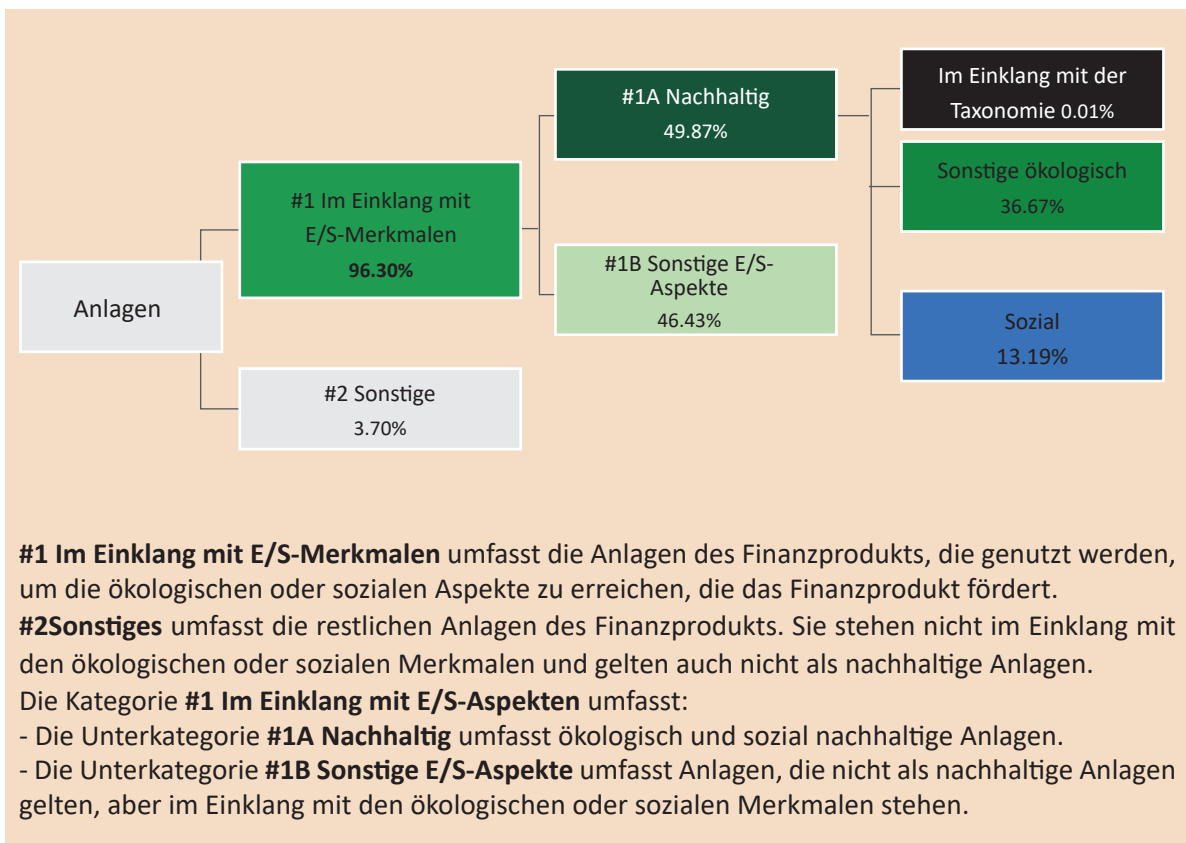 Anlagen
#1 Im Einklang mit
E/S-Merkmalen
96.30%
#2 Sonstige
3.70%
#1A Nachhaltig
49.87%
#1B Sonstige E/S-
Aspekte
46.43%
Im Einklang mit der
Taxonomie 0.01%
Sonstige ökologisch
36.67%
Sozial
13.19%
#1 Im Einklang mit E/S-Merkmalen umfasst die Anlagen des Finanzprodukts, die genutzt werden,
um die ökologischen oder sozialen Aspekte zu erreichen, die das Finanzprodukt fördert.
#2Sonstiges umfasst die restlichen Anlagen des Finanzprodukts. Sie stehen nicht im Einklang mit
den ökologischen oder sozialen Merkmalen und gelten auch nicht als nachhaltige Anlagen.
Die Kategorie #1 Im Einklang mit E/S-Aspekten umfasst:
- Die Unterkategorie #1A Nachhaltig umfasst ökologisch und sozial nachhaltige Anlagen.
- Die Unterkategorie #1B Sonstige E/S-Aspekte umfasst Anlagen, die nicht als nachhaltige Anlagen
gelten, aber im Einklang mit den ökologischen oder sozialen Merkmalen stehen.